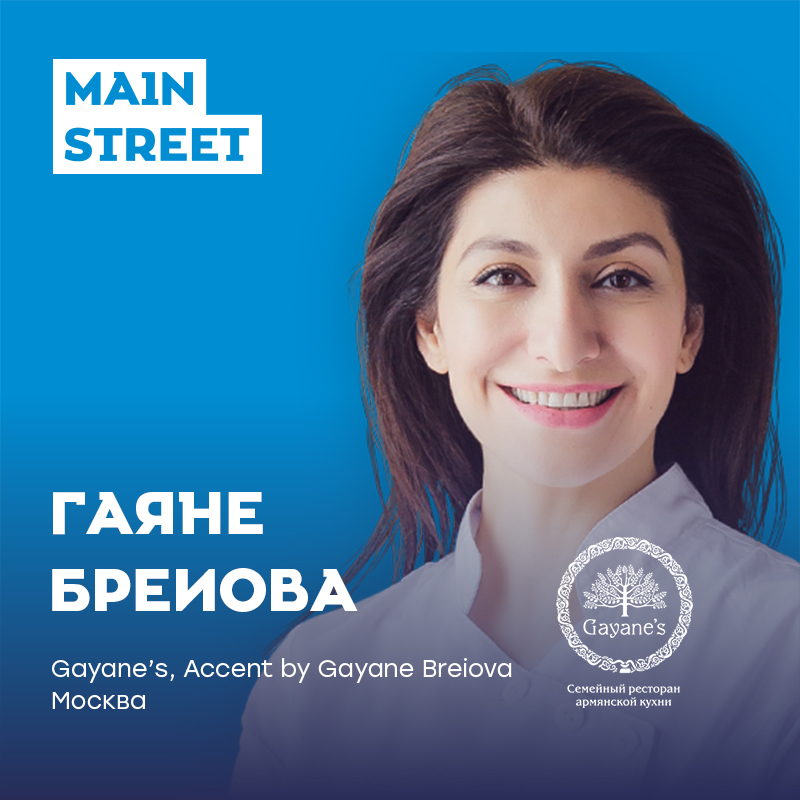 MAIN
STREET
ГАЯНЕ
БРЕИОВА
Gayane’s, Accent by Gayane Breiova
Москва
Gayane’s
Семейный ресторан
армянской кухни